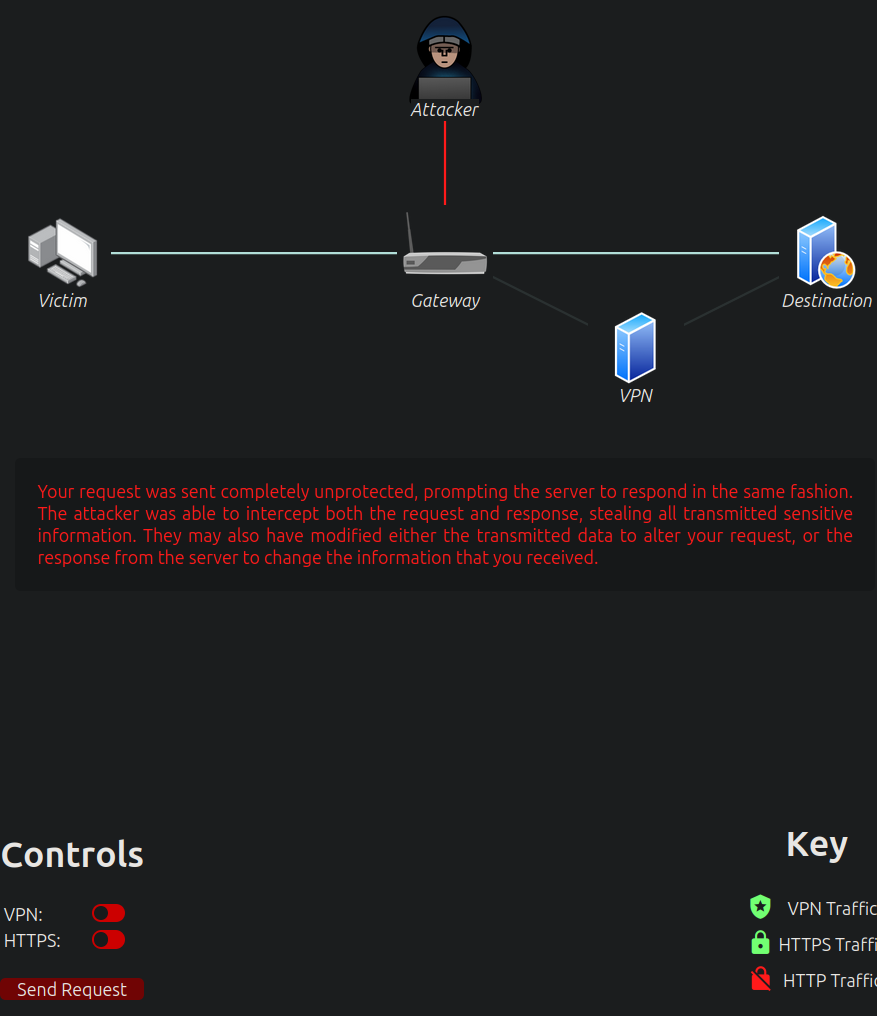 Attacker
Victim
Gateway
Destination
VPN
Your request was sent completely unprotected, prompting the server to respond in the same fashion.
The attacker was able to intercept both the request and response, stealing all transmitted sensitive
information. They may also have modified either the transmitted data to alter your request, or the
response from the server to change the information that you received.
Controls
VPN:
HTTPS:
Send Request
Key
VPN Traffic
HTTPS Traffi
HTTP Traffic